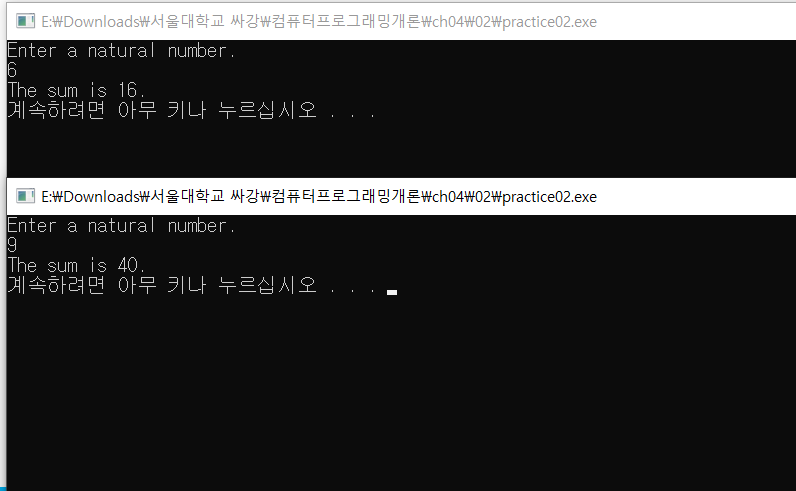 E:₩Downloads₩서울대학교 싸강₩컴퓨터프로그래밍개론₩ch04₩02₩practice02.exe
Enter a natural number.
6
The sum is 16.
계속하려면 아무 키나 누르십시오 . . .
E:₩Downloads₩서울대학교 싸강₩컴퓨터프로그래밍개론₩ch04₩02₩practice02.exe
Enter a natural number.
9
The sum is 40.
계속하려면 아무 키나 누르십시오 . . .